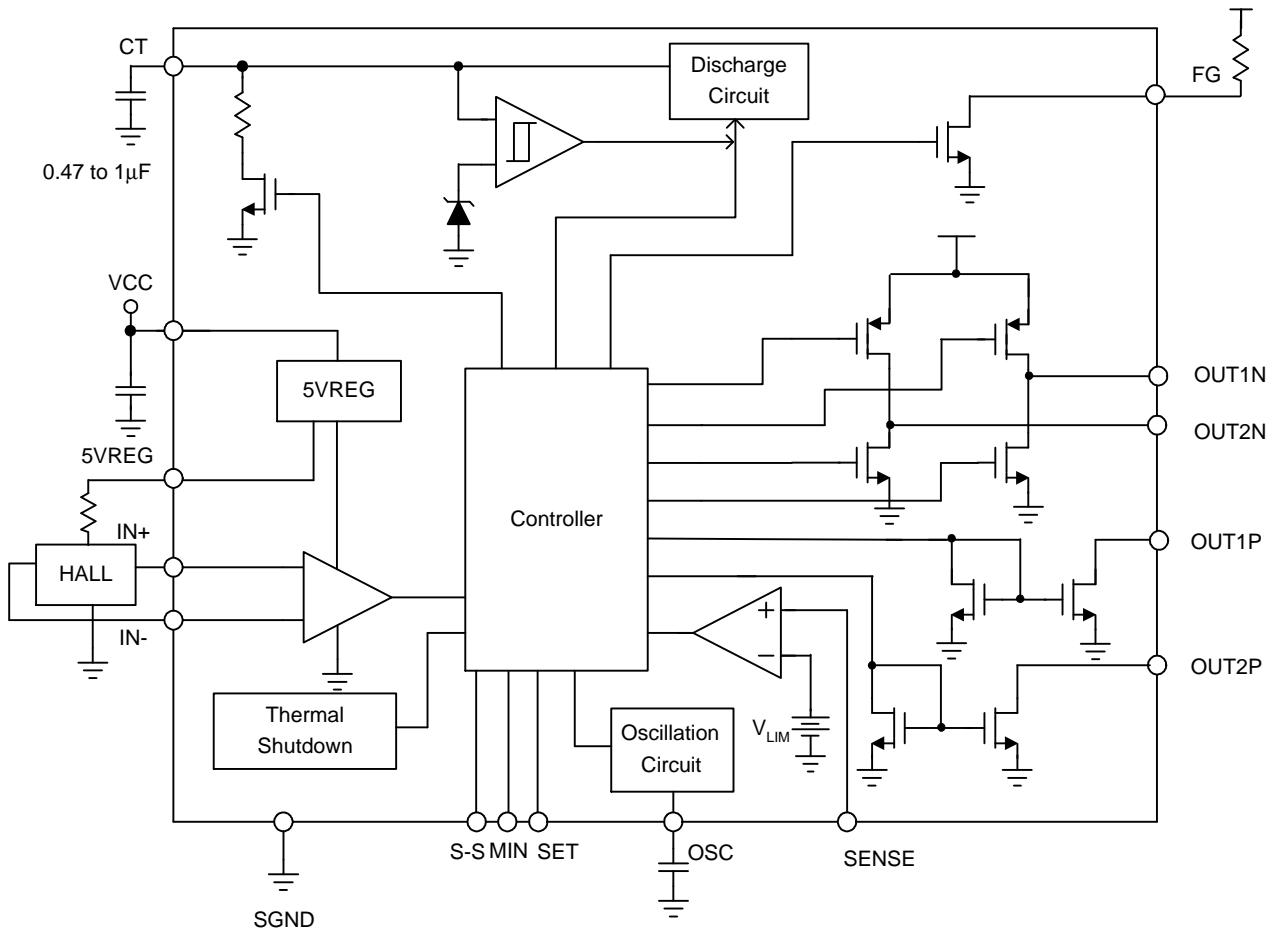 CT
Discharge
Circuit
FG
0.47 to 1μF
VCC
5VREG
OUT1N
OUT2N
5VREG
IN+
HALL
IN-
Controller
OUT1P
+
−
OUT2P
Thermal
Shutdown
Oscillation
Circuit
VLIM
S-S
MIN
SET
OSC
SENSE
SGND